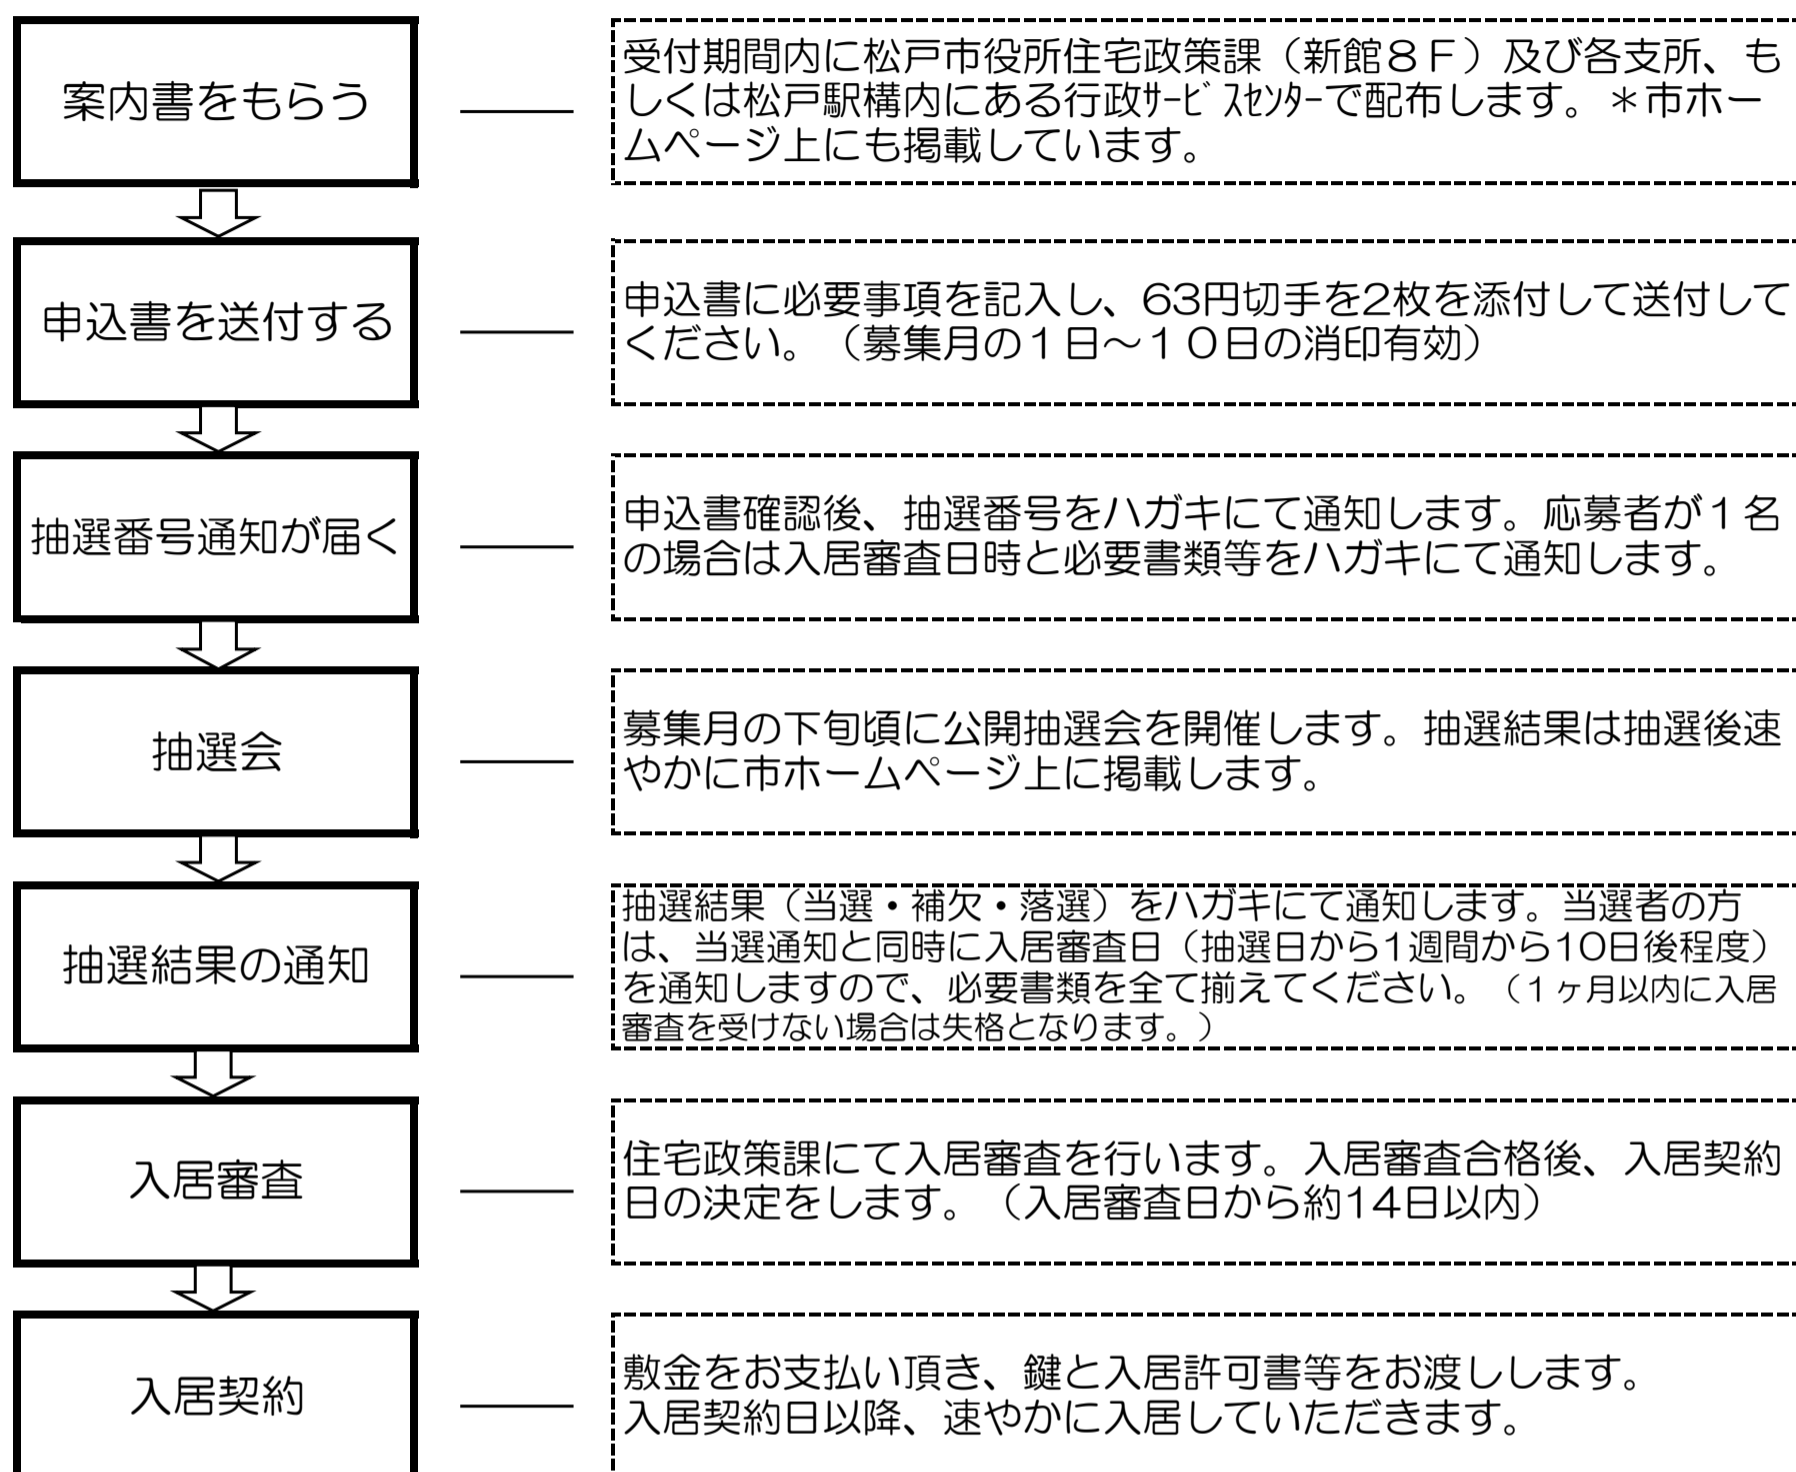 案内書をもらう
受付期間内に松戸市役所住宅政策課（新館８Ｆ）及び各支所、も
しくは松戸駅構内にある行政ｻｰﾋﾞｽｾﾝﾀｰで配布します。＊市ホー
ムページ上にも掲載しています。
申込書を送付する
申込書に必要事項を記入し、63円切手を2枚を添付して送付して
ください。（募集月の１日～１０日の消印有効）
抽選番号通知が届く
申込書確認後、抽選番号をハガキにて通知します。応募者が１名
の場合は入居審査日時と必要書類等をハガキにて通知します。
抽選会
募集月の下旬頃に公開抽選会を開催します。抽選結果は抽選後速
やかに市ホームページ上に掲載します。
抽選結果の通知
抽選結果（当選・補欠・落選）をハガキにて通知します。当選者の方
は、当選通知と同時に入居審査日（抽選日から1週間から10日後程度）
を通知しますので、必要書類を全て揃えてください。（１ヶ月以内に入居
審査を受けない場合は失格となります。）
入居審査
住宅政策課にて入居審査を行います。入居審査合格後、入居契約
日の決定をします。（入居審査日から約14日以内）
入居契約
敷金をお支払い頂き、鍵と入居許可書等をお渡しします。
入居契約日以降、速やかに入居していただきます。